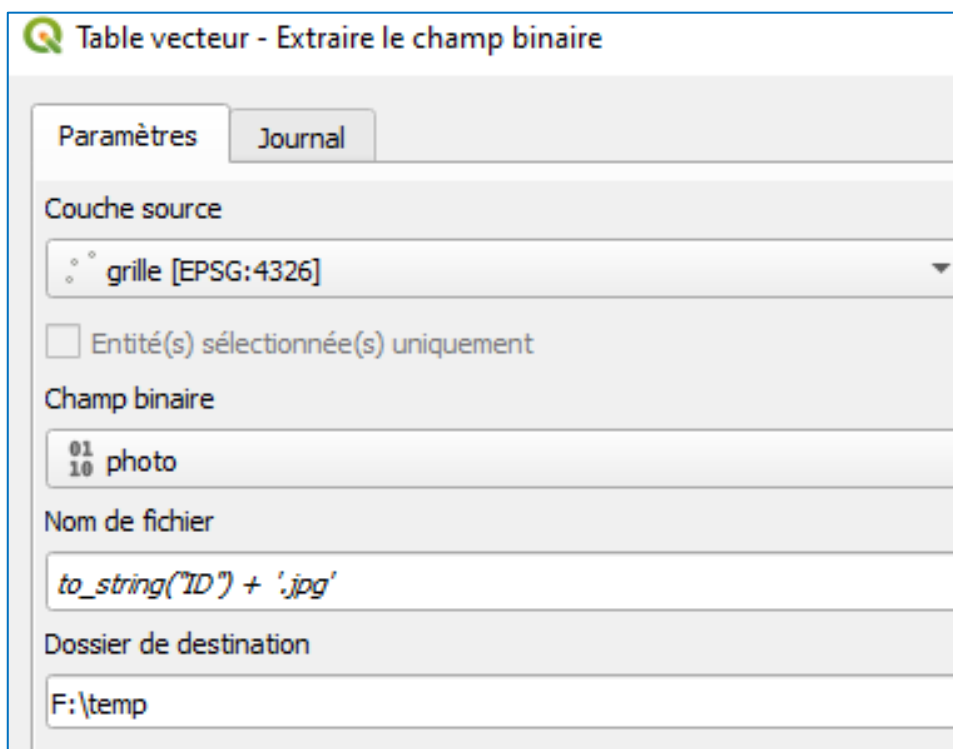 Table vecteur - Extraire le champ binaire
Paramètres
Journal
Couche source
grille [EPSG:4326]
Entité(s) sélectionnée(s) uniquement
Champ binaire
01
10 photo
Nom de fichier
to_string("ID") + '.jpg'
Dossier de destination
F:\temp